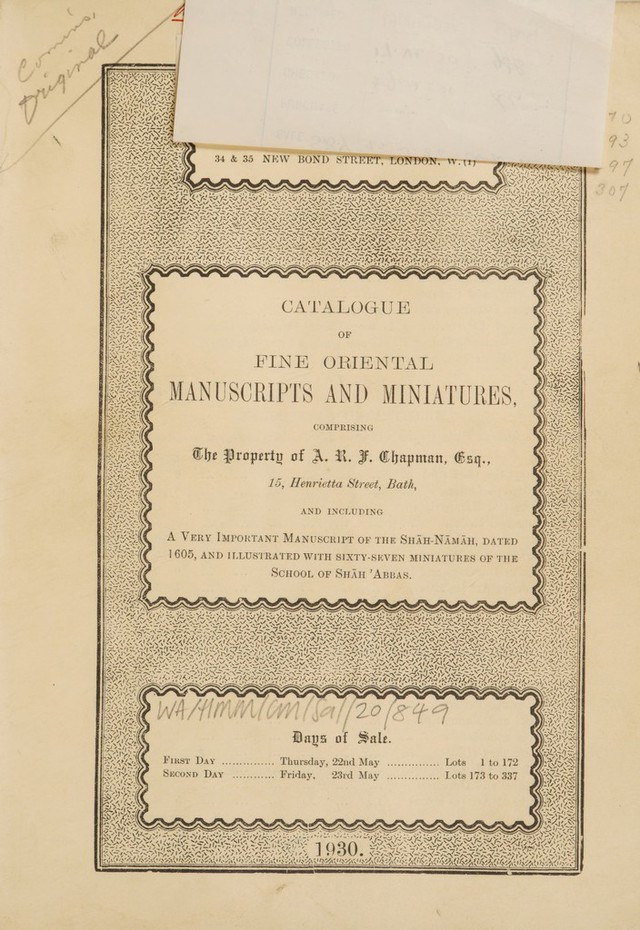 Comins,
original
70
93
97
307
34 & 35 NEW BOND STREET, LONDON, W.(1)
CATALOGUE
OF
FINE ORIENTAL
MANUSCRIPTS AND MINIATURES,
COMPRISING
The Property of A. R. F. Chapman, Esq.,
15, Henrietta Street, Bath,
AND INCLUDING
A VERY IMPORTANT MANUSCRIPT OF THE SHĀH-NĀMAH, DATED
1605, AND ILLUSTRATED WITH SIXTY-SEVEN MINIATURES OF THE
SCHOOL OF SHĀH 'ABBAS.
WA/HMM/CM/Sal/20/849
Days of Sale.
FIRST DAY .............. Thursday, 22nd May .............. Lots 1 to 172
SECOND DAY ............ Friday, 23rd May .............. Lots 173 to 337
1930.